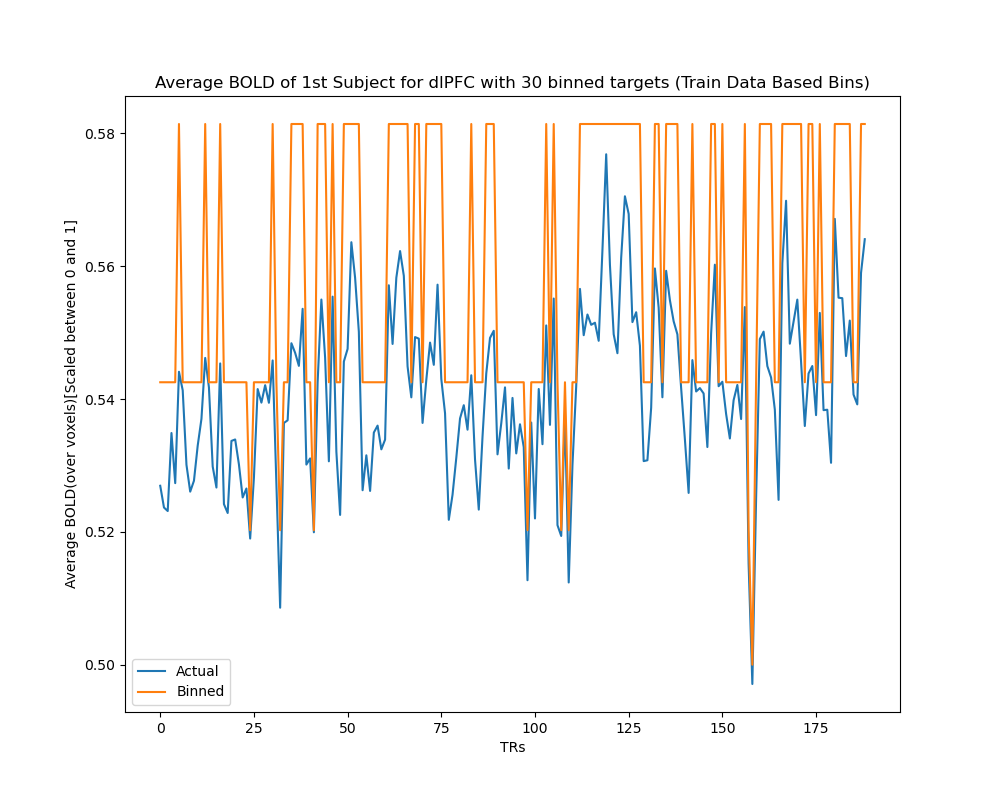 Average BOLD of 1st Subject for dlPFC with 30 binned targets (Train Data Based Bins)
Average BOLD(over voxels)[Scaled between 0 and 1]
0.58
0.56
0.54
0.52
0.50
Actual
Binned
0 25 50 75 100 125 150 175
TRs